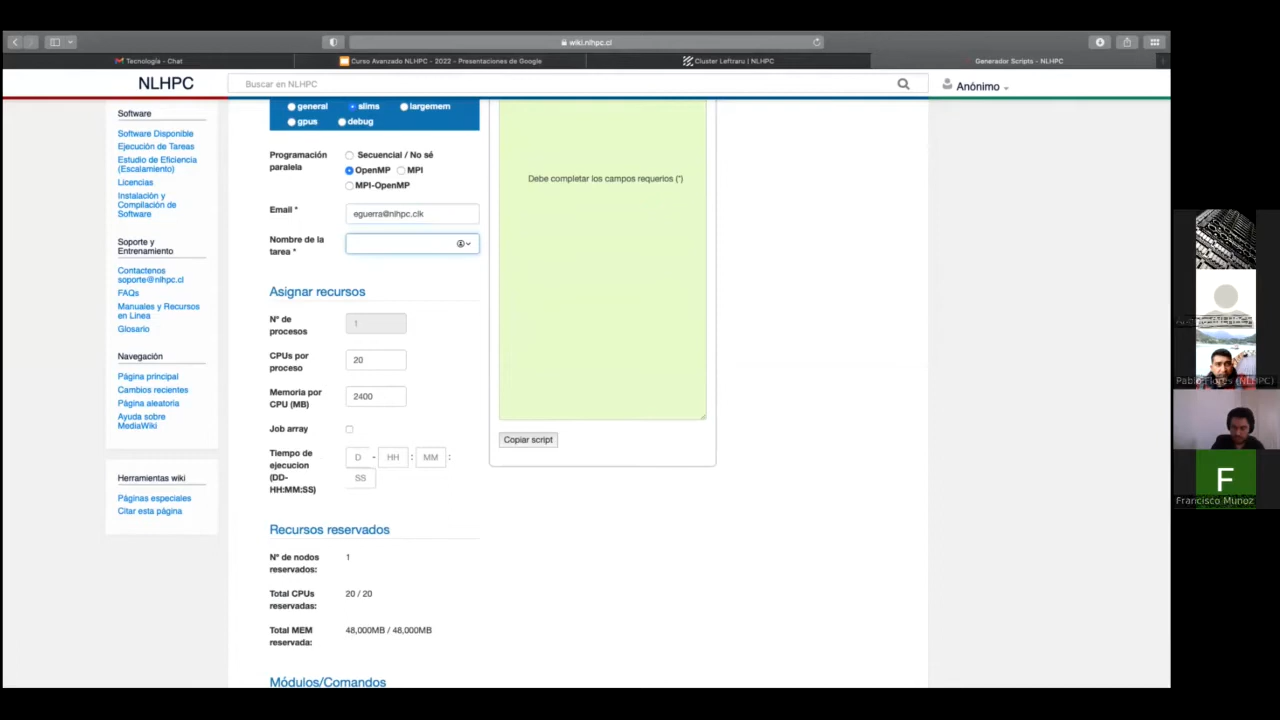 wiki.nlhpc.cl
Tecnología - Chat
Curso Avanzado NLHPC - 2022 - Presentaciones de Google
Cluster Leftraru | NLHPC
Generador Scripts - NLHPC
NLHPC
Buscar en NLHPC
Anónimo
Software
Software Disponible
Ejecución de Tareas
Estudio de Eficiencia
(Escalamiento)
Licencias
Instalación y
Compilación de
Software
Soporte y
Entrenamiento
Contactenos
soporte@nlhpc.cl
FAQs
Manuales y Recursos
en Linea
Glosario
Navegación
Página principal
Cambios recientes
Página aleatoria
Ayuda sobre
MediaWiki
Herramientas wiki
Páginas especiales
Citar esta página
general slims largemem
gpus debug
Programación
paralela
Secuencial / No sé
OpenMP MPI
MPI-OpenMP
Email *
eguerra@nlhpc.clk
Nombre de la
tarea *
Asignar recursos
N° de
procesos
1
CPUs por
proceso
20
Memoria por
CPU (MB)
2400
Job array
Tiempo de
ejecucion
(DD-
HH:MM:SS)
D - HH : MM :
SS
Recursos reservados
N° de nodos
reservados:
1
Total CPUs
reservadas:
20 / 20
Total MEM
reservada:
48,000MB / 48,000MB
Módulos/Comandos
Debe completar los campos requerios (*)
Copiar script
Pablo Flores (NLHPC)
F
Francisco Muñoz